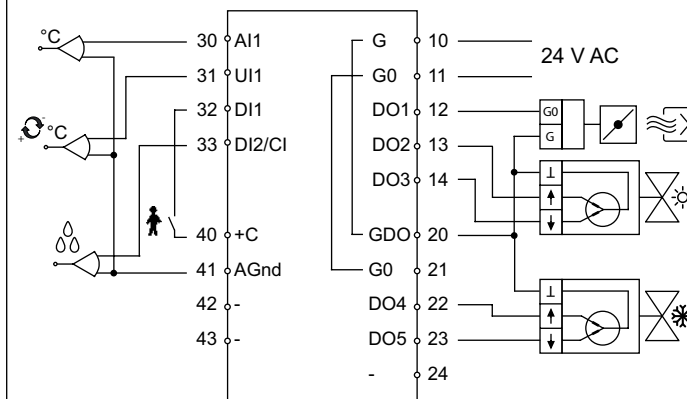 °C 30 AI1 G 10
31 UI1 G0 11 24 V AC
32 DI1 DO1 12 G0
+ - °C 33 DI2/CI DO2 13 G
DO3 14 ⊥
40 +C GDO 20
41 AGnd G0 21
42 - DO4 22 ⊥
43 - DO5 23
- 24